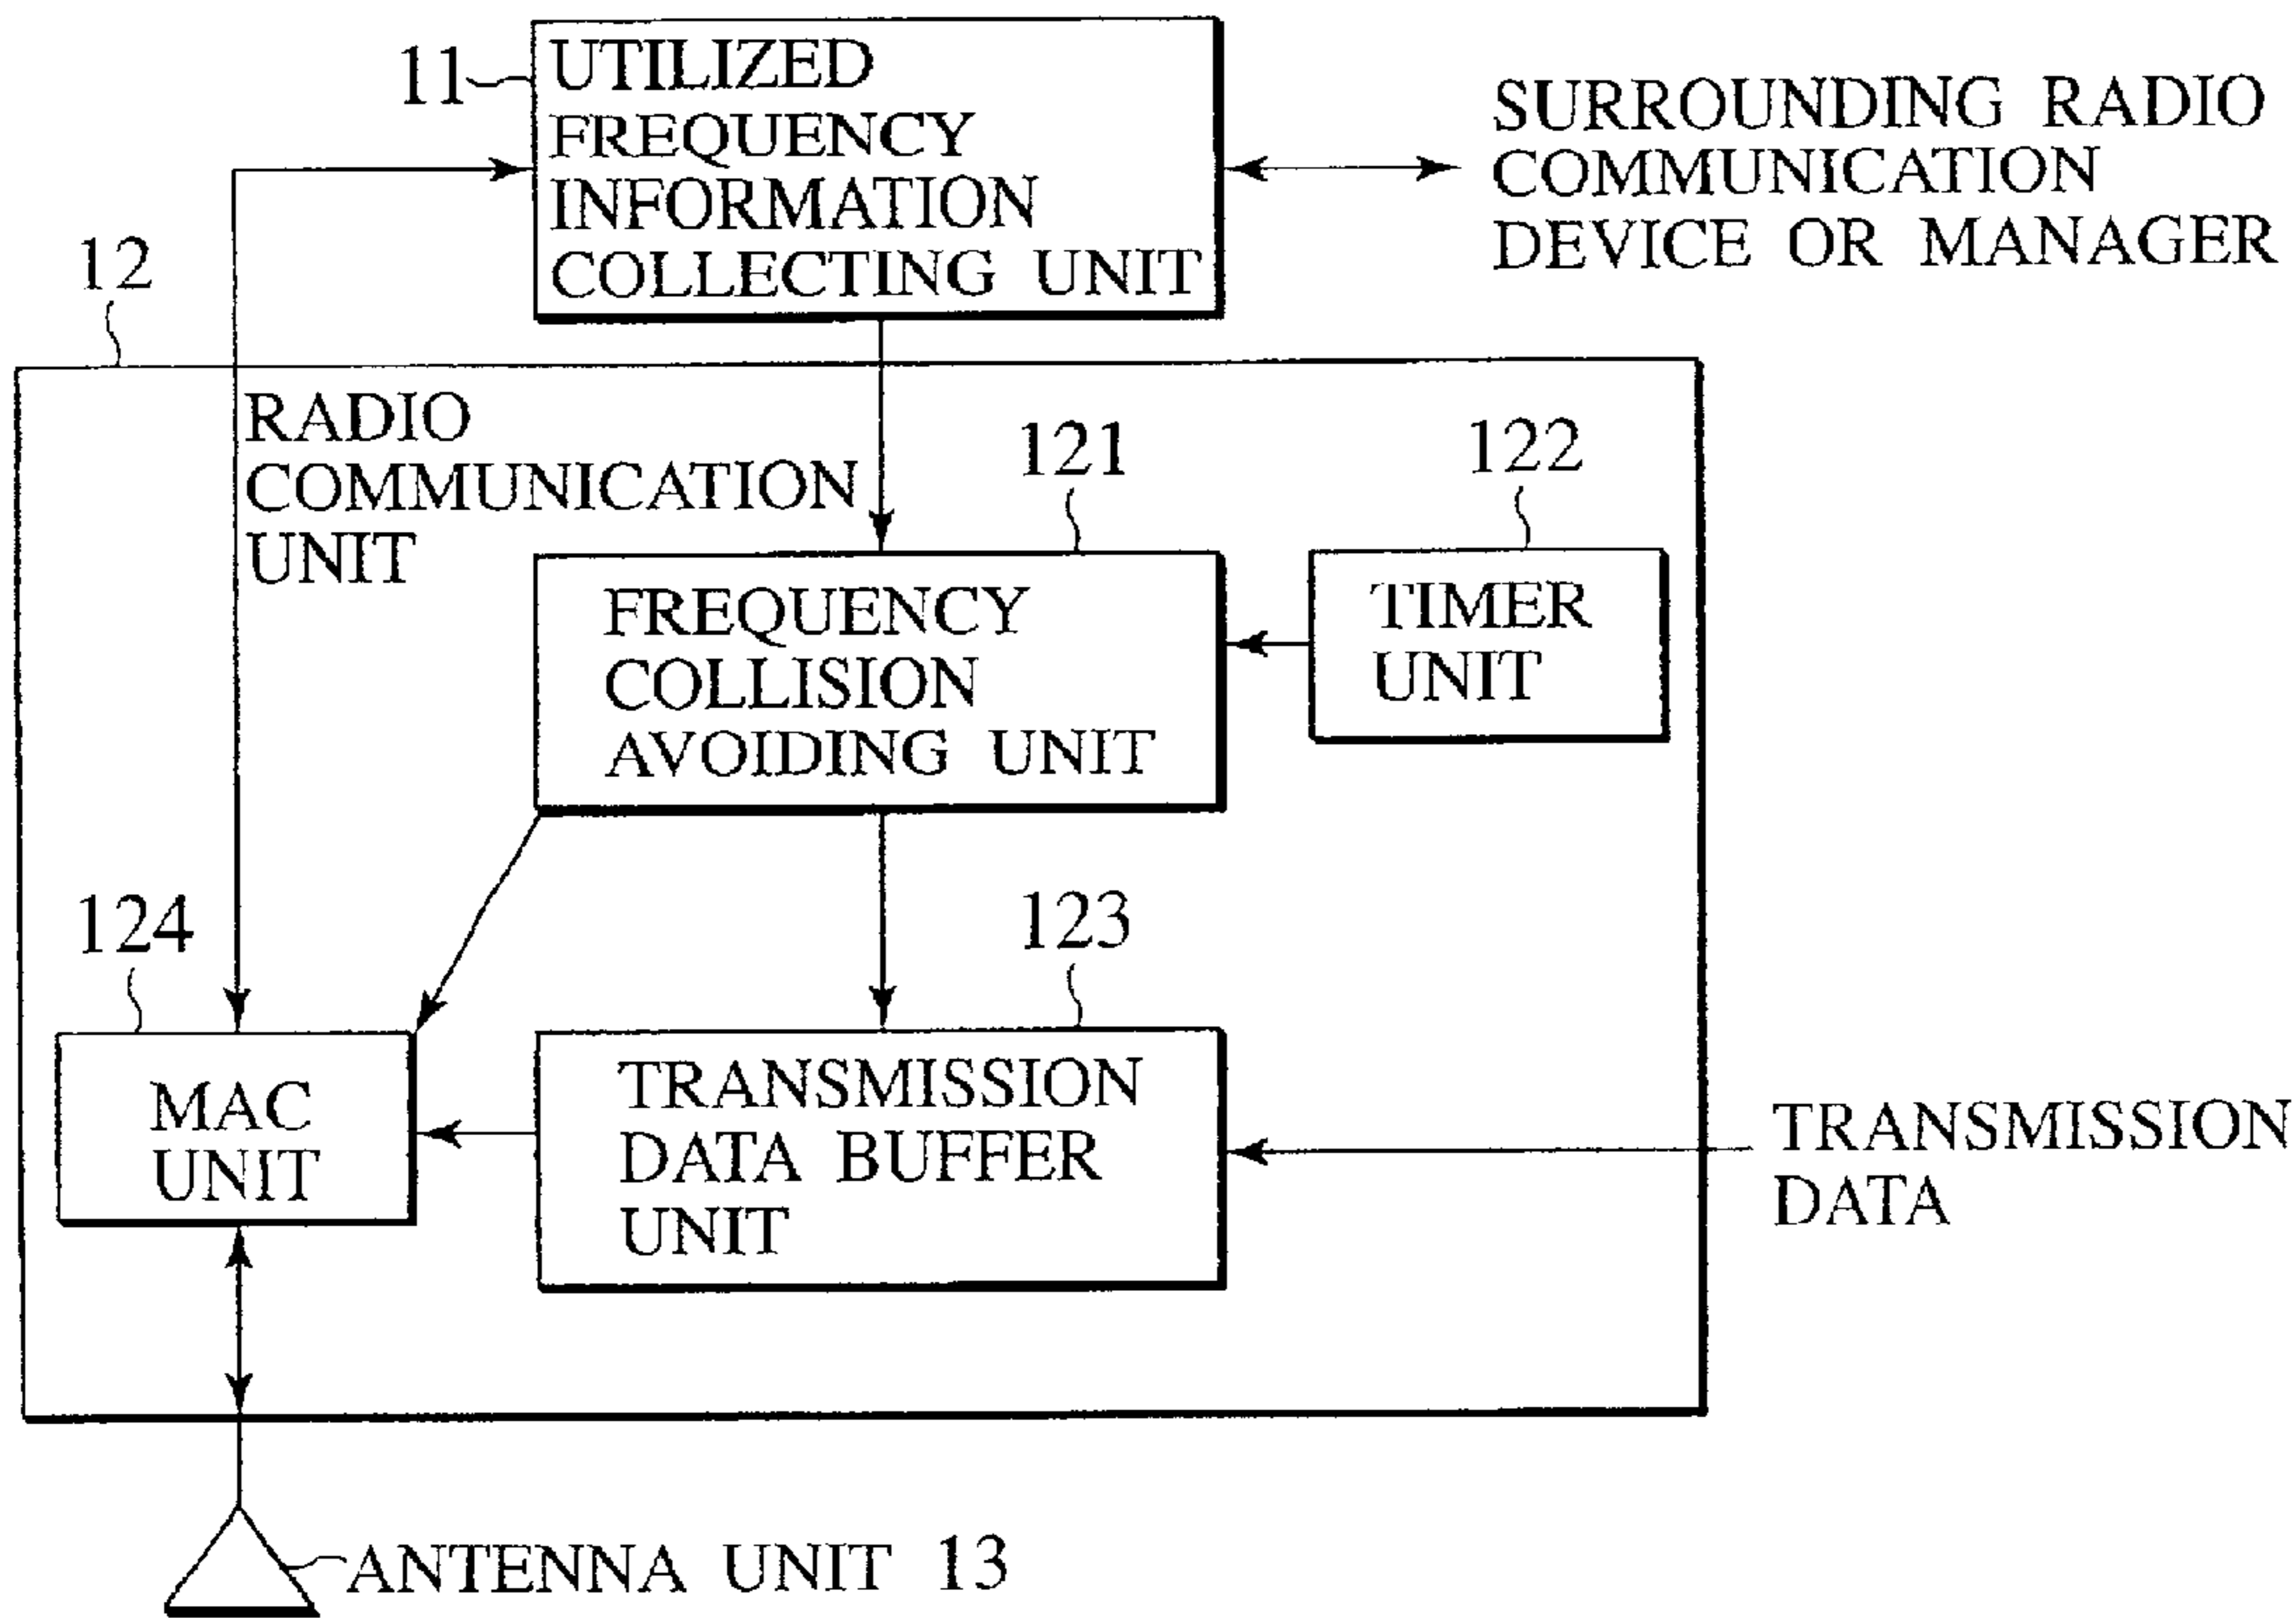 11
UTILIZED
FREQUENCY
INFORMATION
COLLECTING UNIT
SURROUNDING RADIO
COMMUNICATION
DEVICE OR MANAGER
12
RADIO
COMMUNICATION
UNIT
121
122
FREQUENCY
COLLISION
AVOIDING UNIT
TIMER
UNIT
124
123
MAC
UNIT
TRANSMISSION
DATA BUFFER
UNIT
TRANSMISSION
DATA
ANTENNA UNIT 13